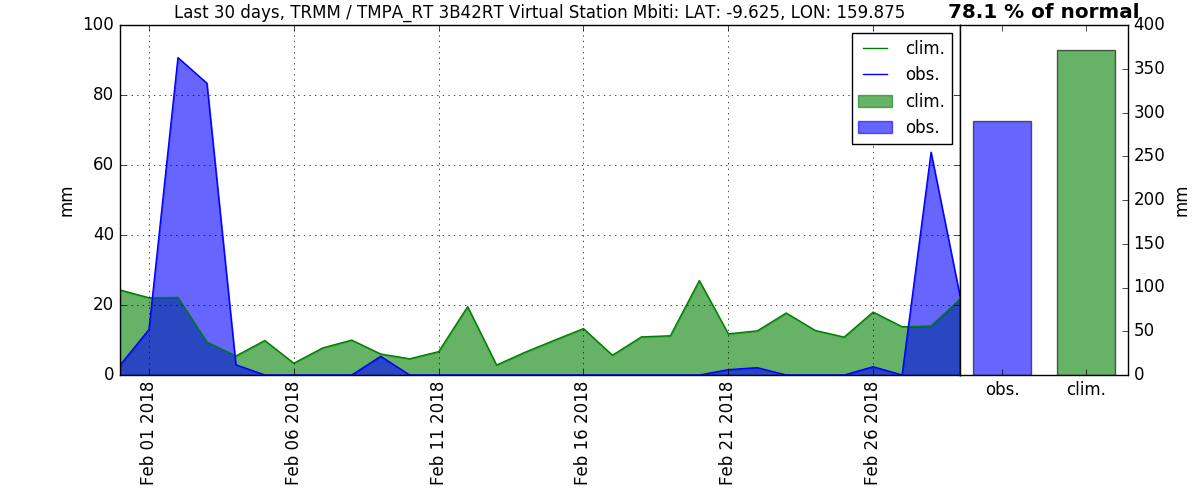 Last 30 days, TRMM / TMPA_RT 3B42RT Virtual Station Mbiti: LAT: -9.625, LON: 159.875
78.1 % of normal
100
80
60
40
20
0
mm
clim.
obs.
clim.
obs.
Feb 01 2018
Feb 06 2018
Feb 11 2018
Feb 16 2018
Feb 21 2018
Feb 26 2018
400
350
300
250
200
150
100
50
0
mm
obs.
clim.